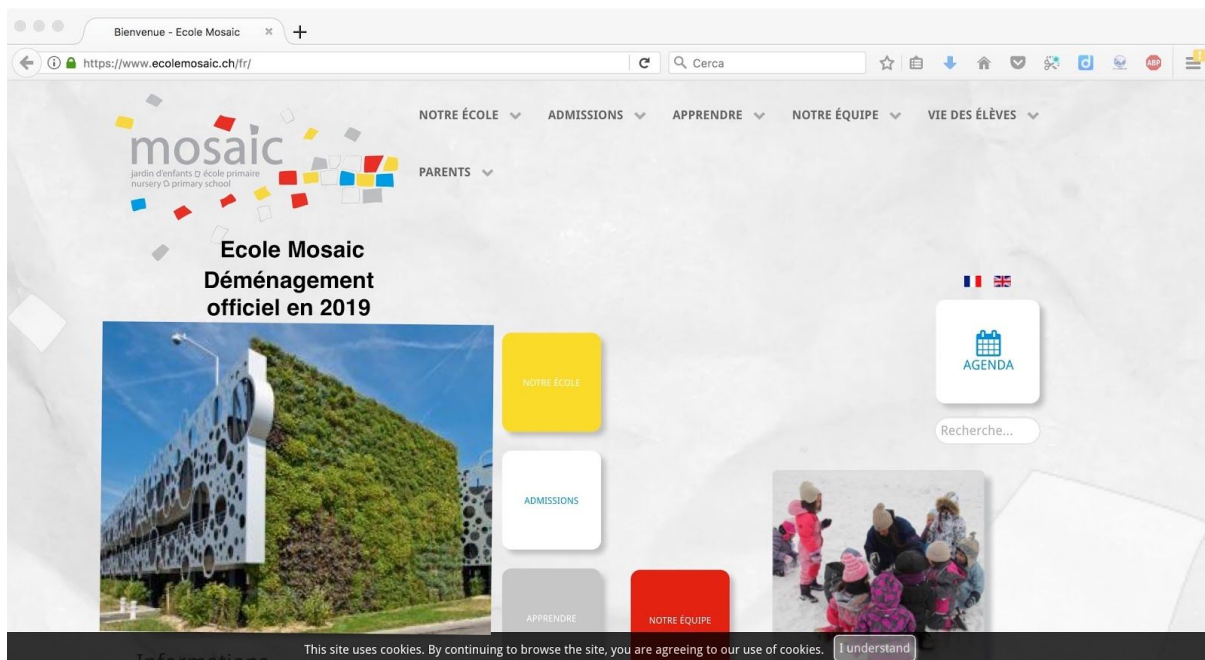 Bienvenue - Ecole Mosaic
https://www.ecolemosaic.ch/fr/
Cerca
ABP
NOTRE ÉCOLE
ADMISSIONS
APPRENDRE
NOTRE ÉQUIPE
VIE DES ÉLÈVES
PARENTS
mosaic
jardin d'enfants école primaire
nursery primary school
Ecole Mosaic
Déménagement
officiel en 2019
AGENDA
Recherche...
NOTRE ÉCOLE
ADMISSIONS
APPRENDRE
NOTRE ÉQUIPE
This site uses cookies. By continuing to browse the site, you are agreeing to our use of cookies. I understand
Informations